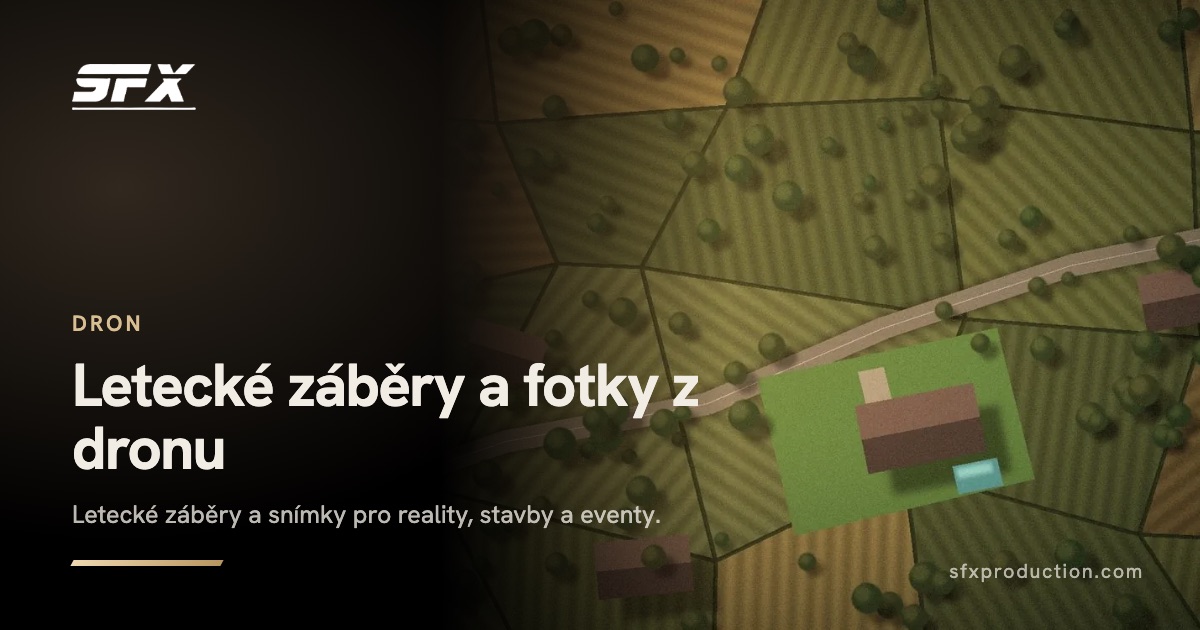 SFX
DRON
Letecké záběry a fotky z
dronu
Letecké záběry a snímky pro reality, stavby a eventy.
sfxproduction.com